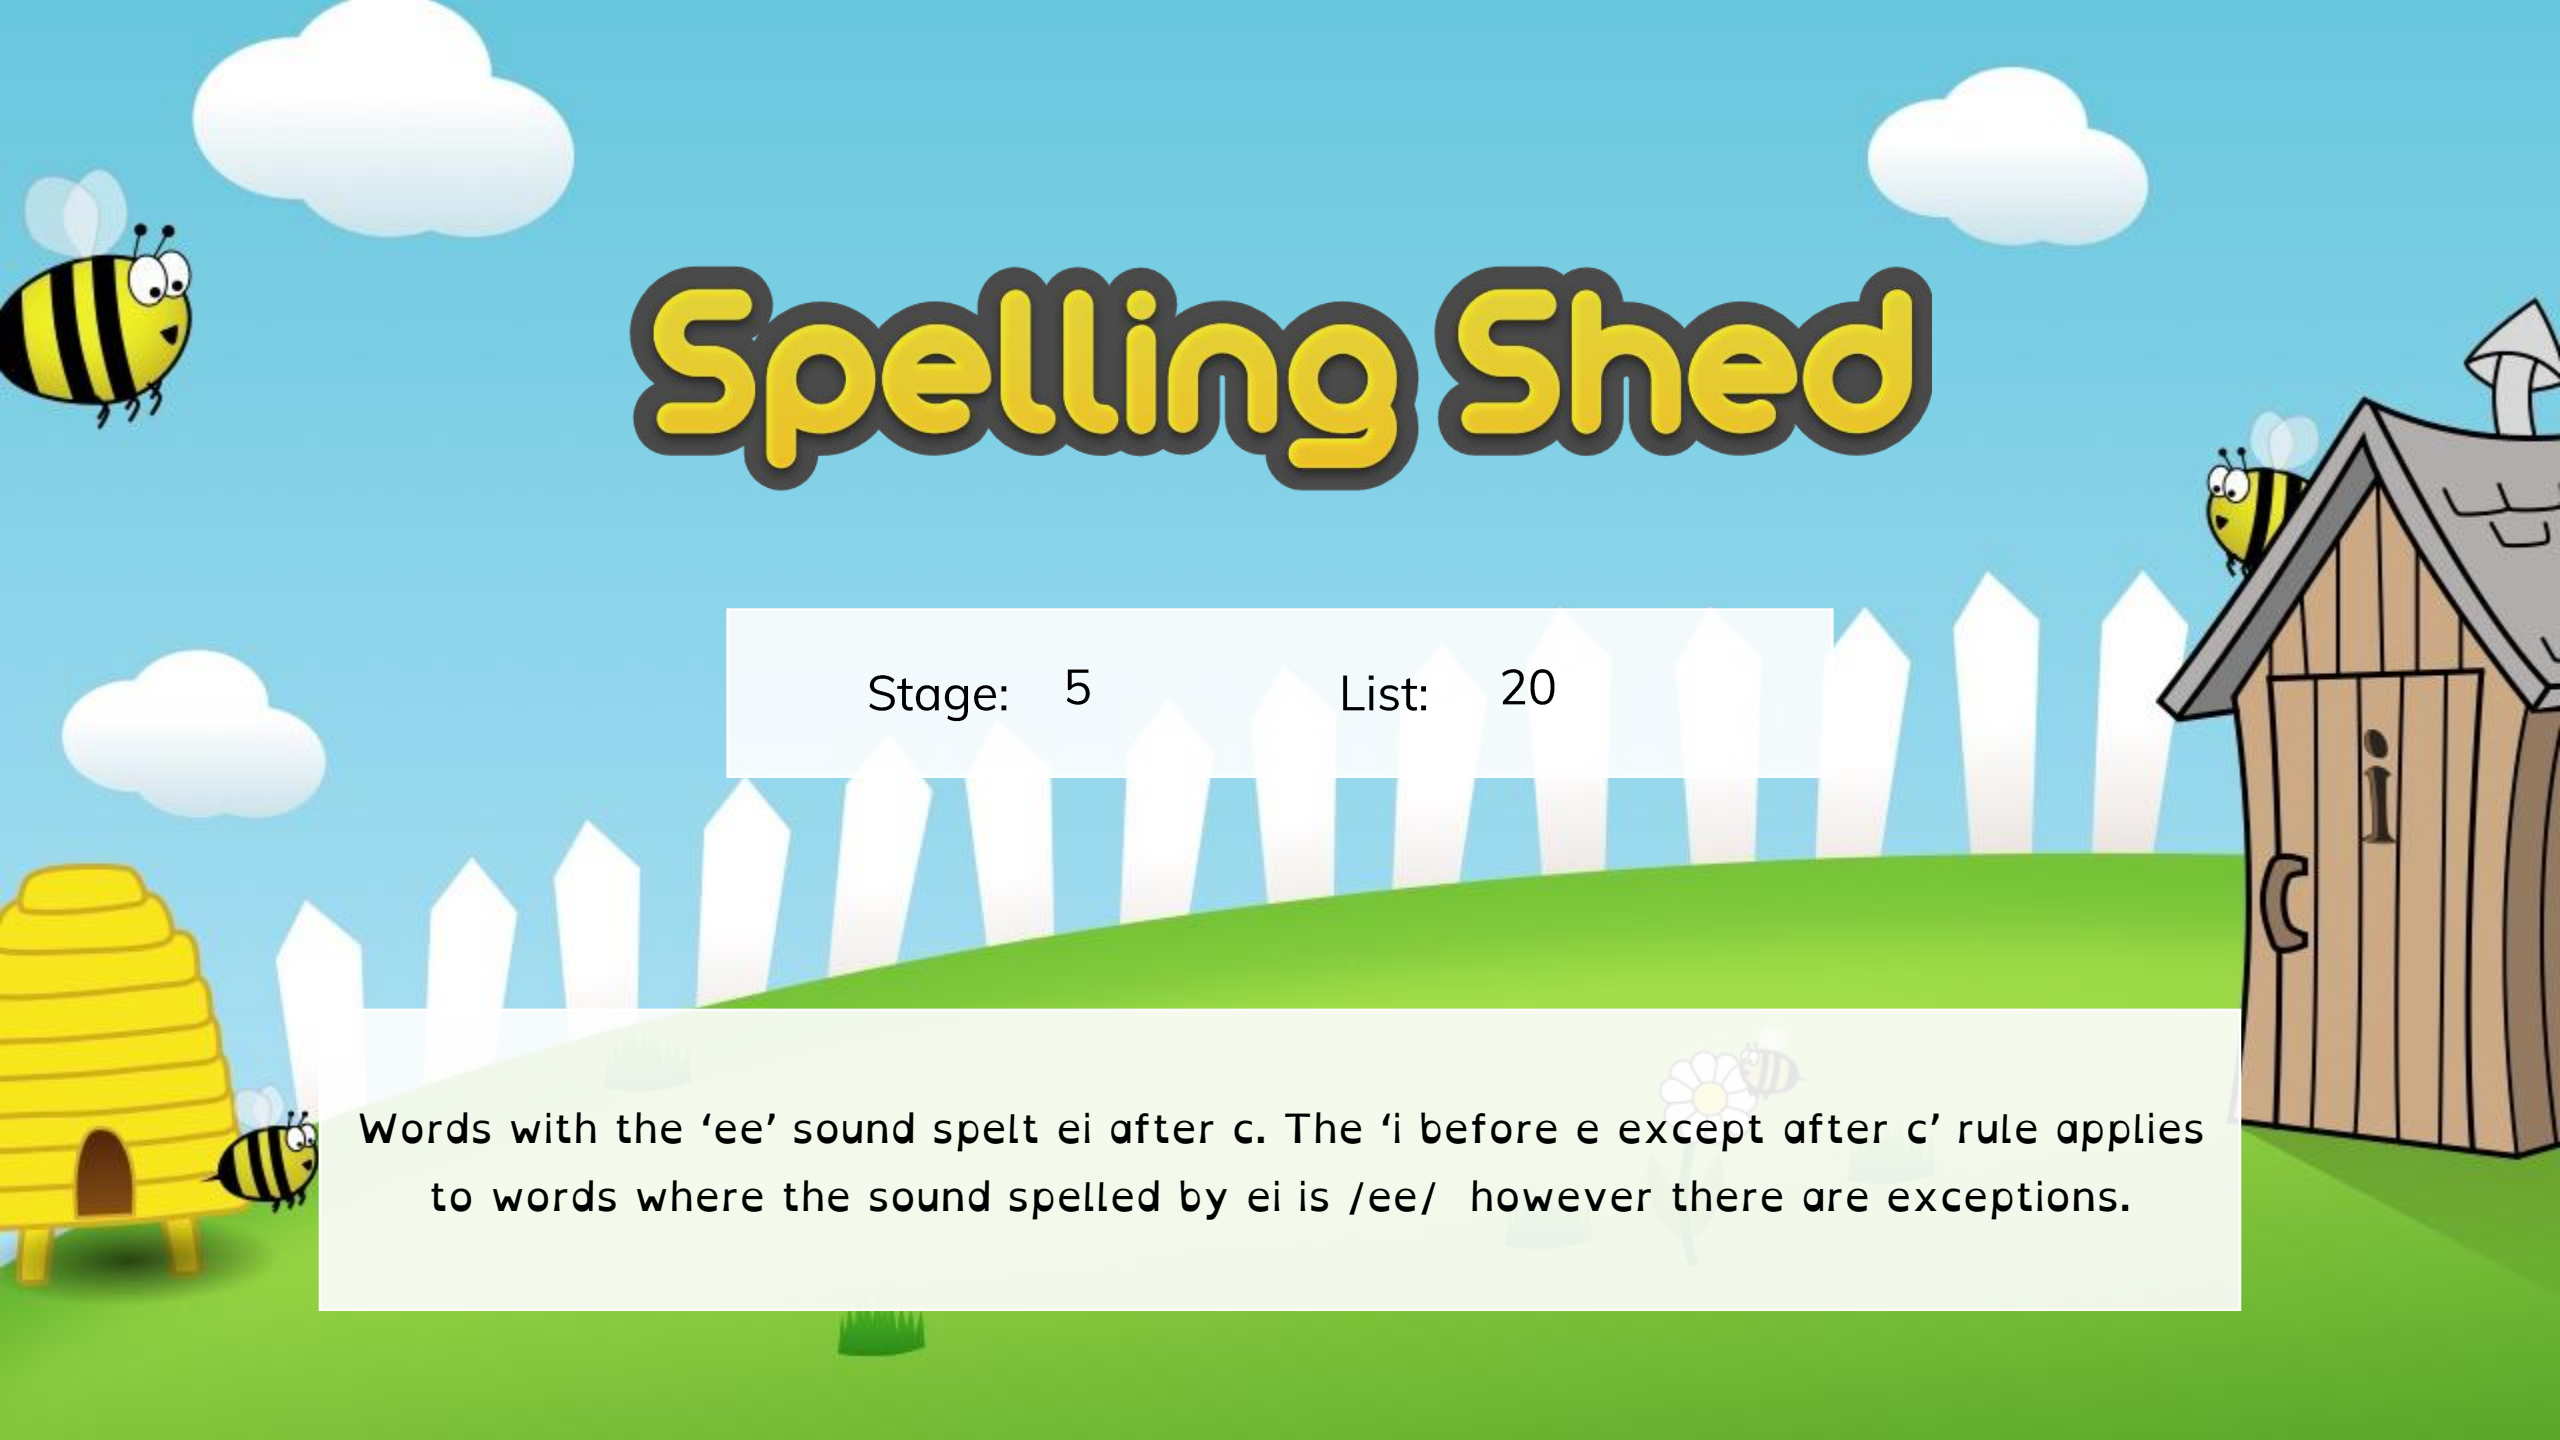 Spelling Shed
Stage: 5 List: 20
i
Words with the ‘ee’ sound spelt ei after c. The ‘i before e except after c’ rule applies
to words where the sound spelled by ei is /ee/ however there are exceptions.